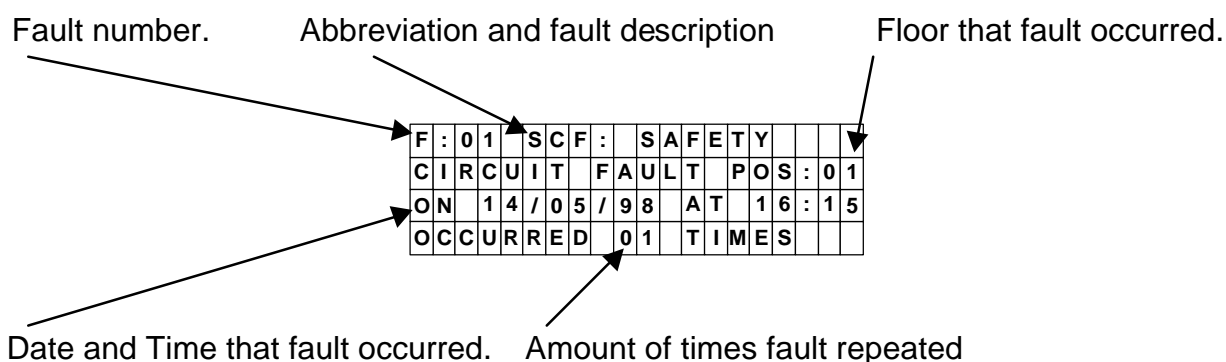 Fault number. Abbreviation and fault description Floor that fault occurred.
F:01 SCF: SAFETY
CIRCUIT FAULT POS:01
ON 14/05/98 AT 16:15
OCCURRED 01 TIMES
Date and Time that fault occurred. Amount of times fault repeated